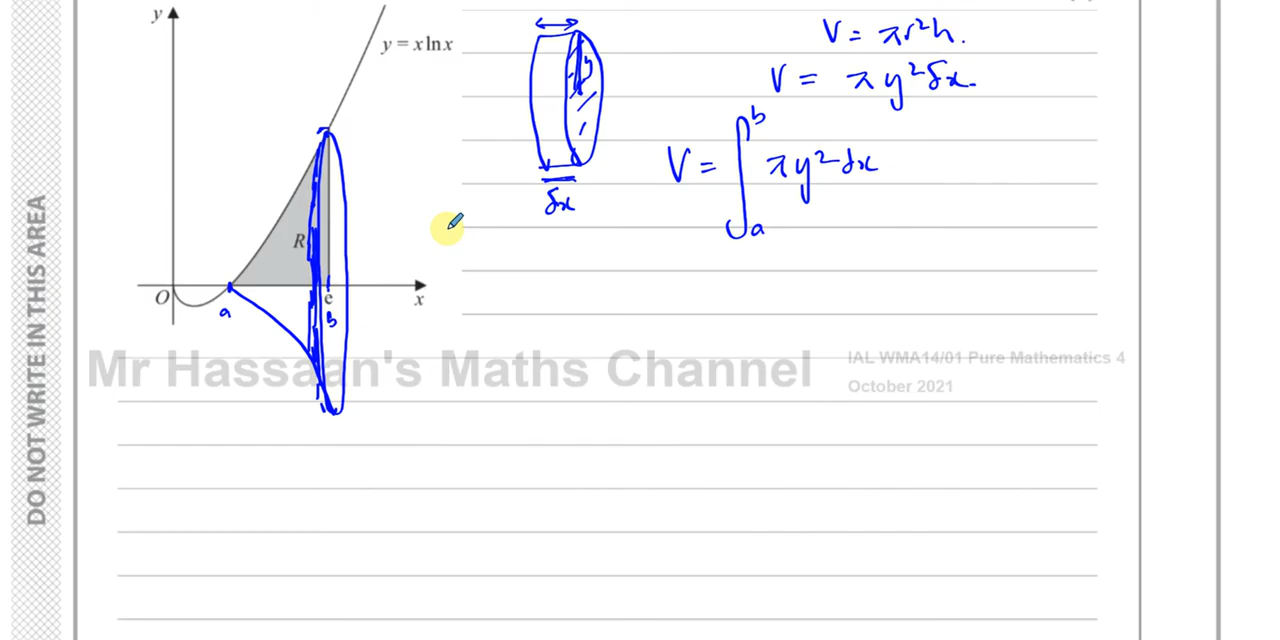 y
y = x ln x
V = πr²h.
V = πy²δx.
y
V = ∫ₐᵇ πy²dx
δx
R
O
e
x
a
b
Mr Hassaan's Maths Channel
IAL WMA14/01 Pure Mathematics 4
October 2021
DO NOT WRITE IN THIS AREA